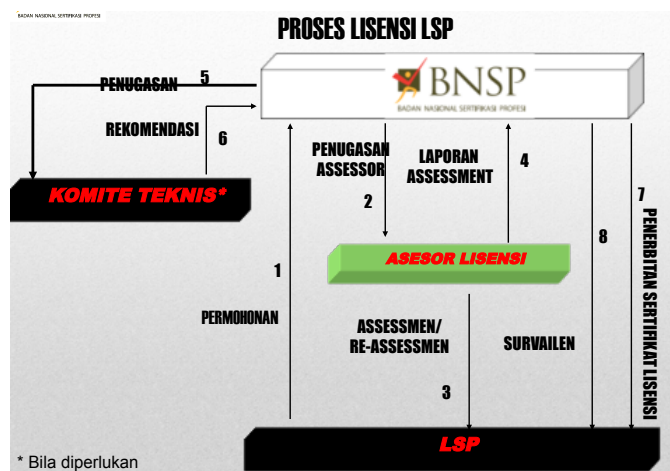 BADAN NASIONAL SERTIFIKASI PROFESI
PROSES LISENSI LSP
BNSP
BADAN NASIONAL SERTIFIKASI PROFESI
PENUGASAN
5
REKOMENDASI
6
KOMITE TEKNIS*
PENUGASAN
ASSESSOR
2
LAPORAN
ASSESSMENT
4
7
8
PENERBITAN SERTIFIKAT LISENSI
ASESOR LISENSI
1
PERMOHONAN
ASSESSMEN/
RE-ASSESSMEN
3
SURVAILEN
LSP
* Bila diperlukan